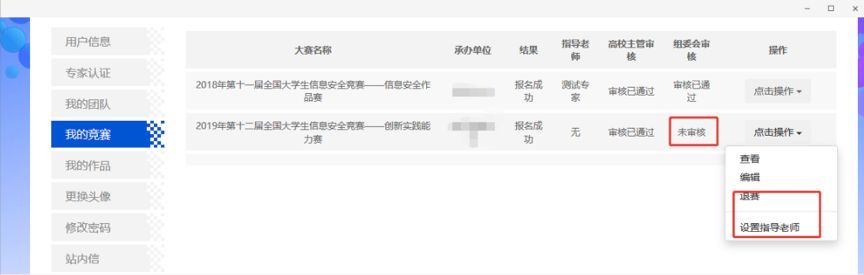 用户信息
专家认证
我的团队
我的竞赛
我的作品
更换头像
修改密码
站内信
大赛名称
承办单位
结果
指导老
师
高校主管审
核
组委会审
核
操作
2018年第十一届全国大学生信息安全竞赛——信息安全作
品赛
报名成
功
测试专
家
审核已通过
审核已通
过
点击操作
2019年第十二届全国大学生信息安全竞赛——创新实践能
力赛
报名成
功
无
审核已通过
未审核
点击操作
查看
编辑
退赛
设置指导老师